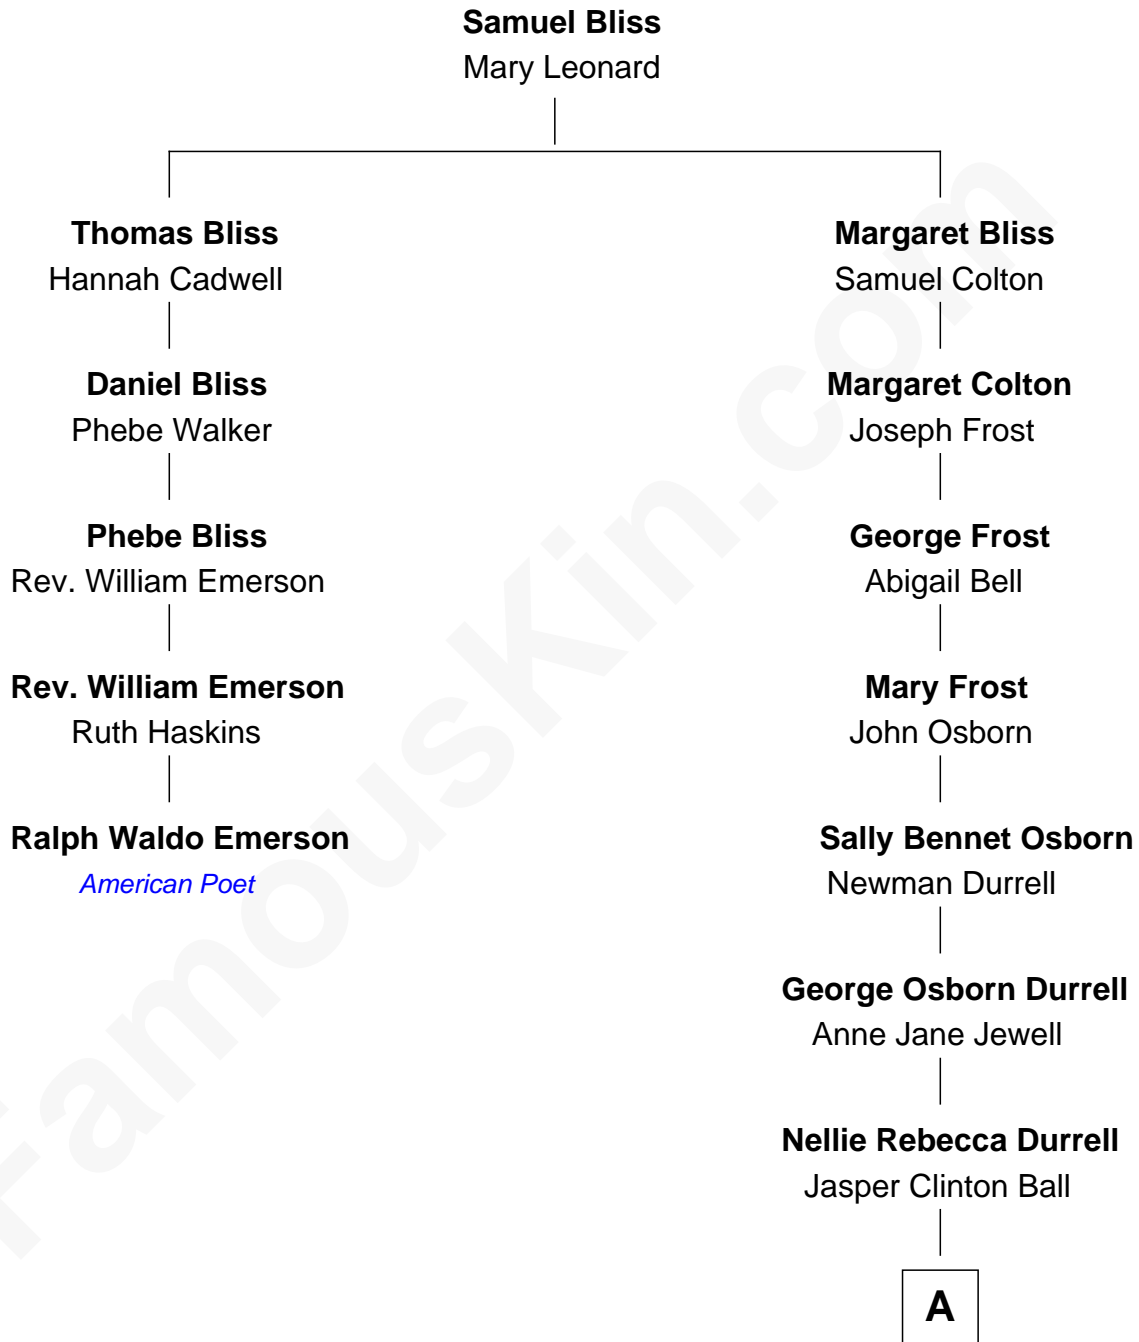 Samuel Bliss
Mary Leonard
Thomas Bliss
Hannah Cadwell
Daniel Bliss
Phebe Walker
Phebe Bliss
Rev. William Emerson
Rev. William Emerson
Ruth Haskins
Ralph Waldo Emerson
American Poet
Margaret Bliss
Samuel Colton
Margaret Colton
Joseph Frost
George Frost
Abigail Bell
Mary Frost
John Osborn
Sally Bennet Osborn
Newman Durrell
George Osborn Durrell
Anne Jane Jewell
Nellie Rebecca Durrell
Jasper Clinton Ball
A
FamousKin.com